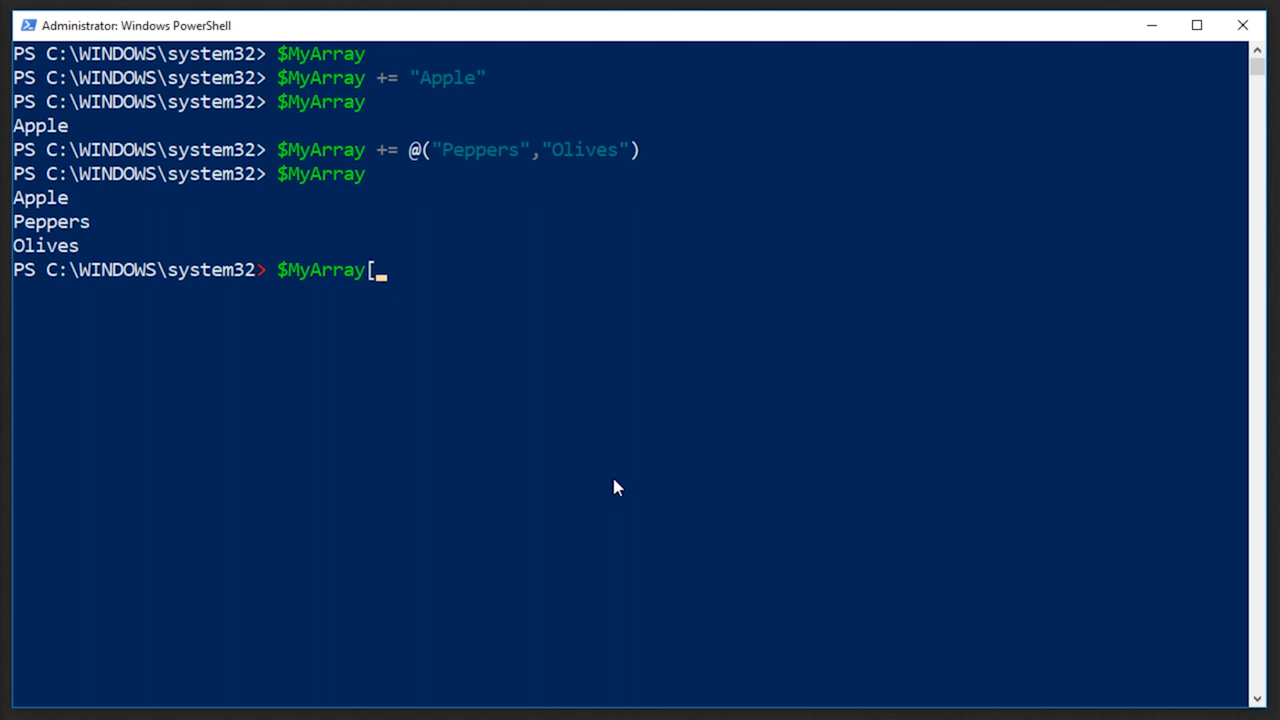 Administrator: Windows PowerShell
PS C:\WINDOWS\system32> $MyArray
PS C:\WINDOWS\system32> $MyArray += "Apple"
PS C:\WINDOWS\system32> $MyArray
Apple
PS C:\WINDOWS\system32> $MyArray += @("Peppers","Olives")
PS C:\WINDOWS\system32> $MyArray
Apple
Peppers
Olives
PS C:\WINDOWS\system32> $MyArray[